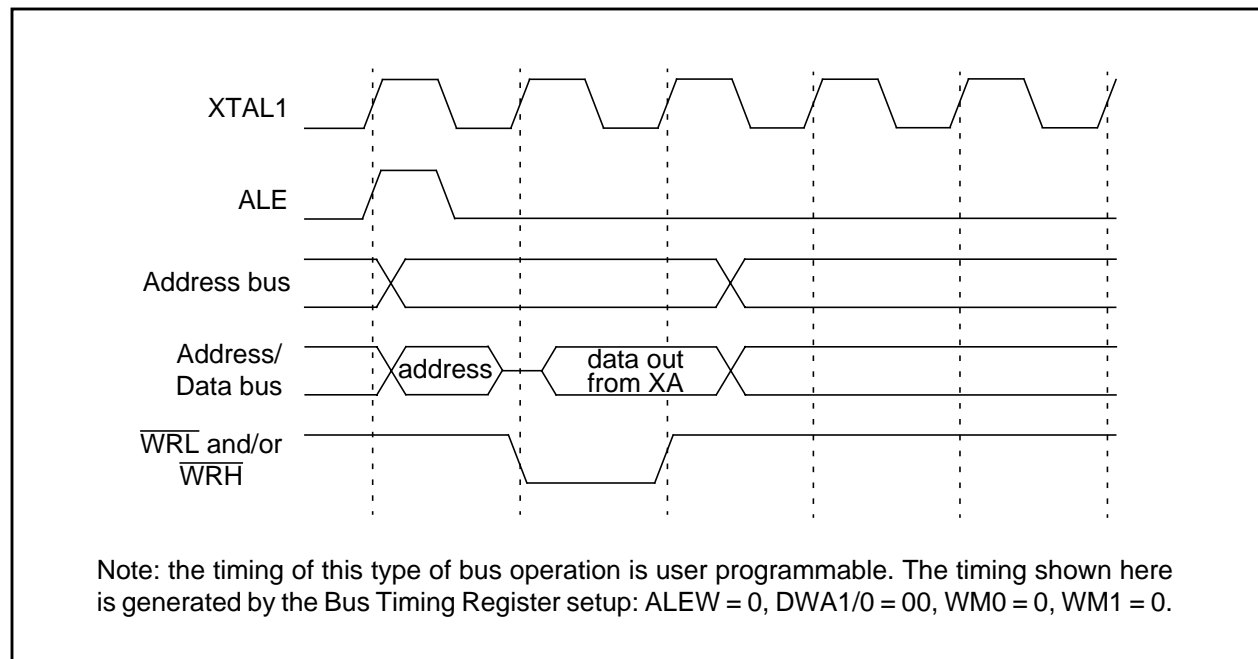 XTAL1
ALE
Address bus
Address/
Data bus
address
data out
from XA
WRL and/or
WRH
Note: the timing of this type of bus operation is user programmable. The timing shown here
is generated by the Bus Timing Register setup: ALEW = 0, DWA1/0 = 00, WM0 = 0, WM1 = 0.